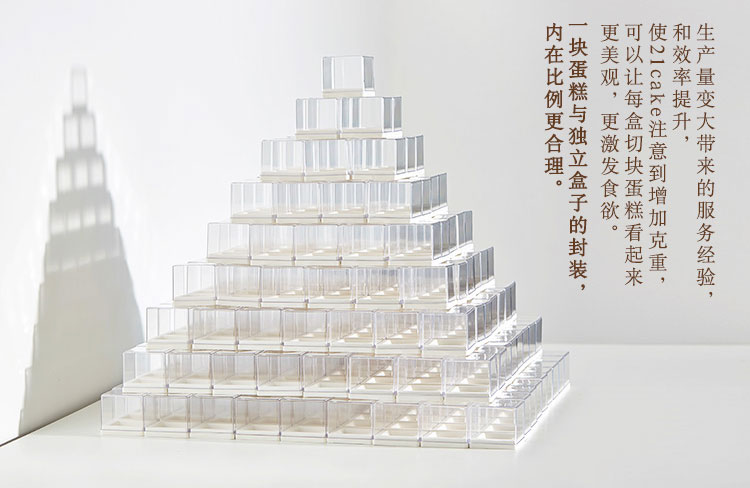 生产量变大带来的服务经验，
和效率提升，
使21cake注意到增加克重，
可以让每盒切块蛋糕看起来
更美观，更激发食欲。
一块蛋糕与独立盒子的封装，
内在比例更合理。